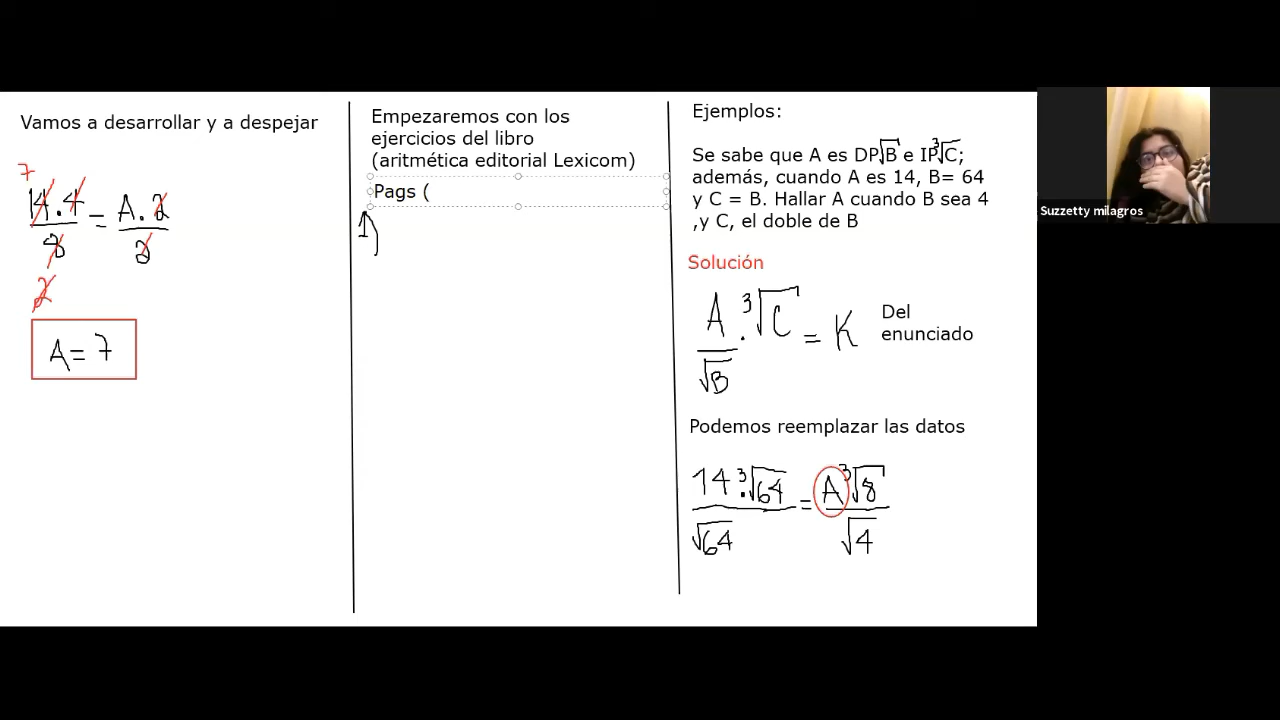 Vamos a desarrollar y a despejar
7
14.4/8 = A.2/2
2
A = 7
Empezaremos con los
ejercicios del libro
(aritmética editorial Lexicom)
Pags (
1)
Ejemplos:
Se sabe que A es DP√B e IP∛C;
además, cuando A es 14, B= 64
y C = B. Hallar A cuando B sea 4
,y C, el doble de B
Solución
A/√B . ∛C = K
Del
enunciado
Podemos reemplazar las datos
14.∛64/√64 = A∛8/√4
Suzzetty milagros